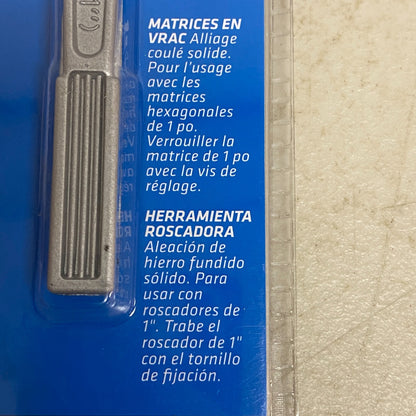 MATRICES EN
VRAC Alliage
coulé solide.
Pour l'usage
avec les
matrices
hexagonales
de 1 po.
Verrouiller la
matrice de 1 po
avec la vis de
réglage.
HERRAMIENTA
ROSCADORA
Aleación de
hierro fundido
sólido. Para
usar con
roscadores de
1". Trabe el
roscador de 1"
con el tornillo
de fijación.